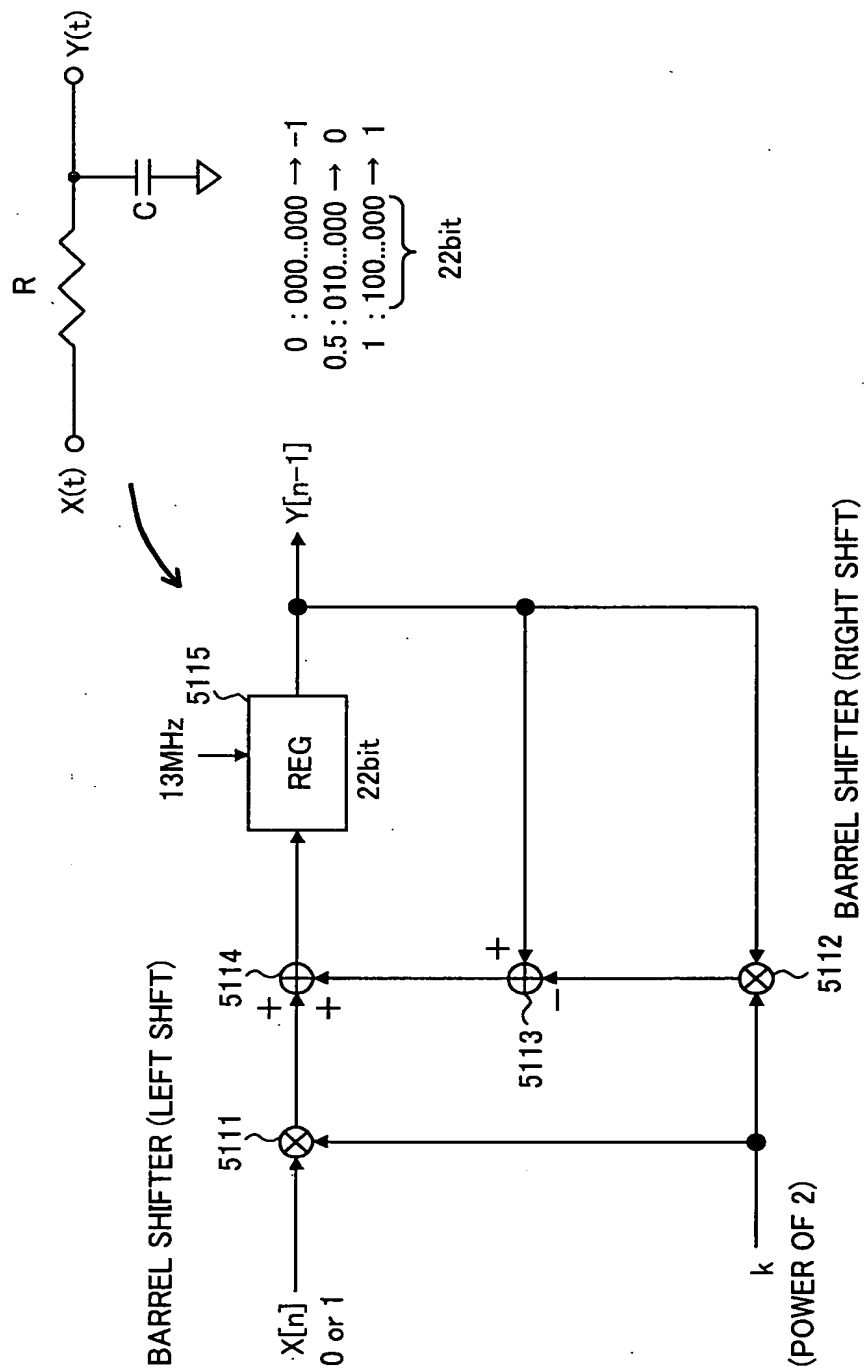 R
X(t)
Y(t)
C
0 : 000...000 → -1
0.5 : 010...000 → 0
1 : 100...000 → 1
22bit
BARREL SHIFTER (LEFT SHFT)
13MHz
5115
REG
22bit
Y[n-1]
5111
5114
X[n]
0 or 1
+
+
+
5113
−
k
(POWER OF 2)
5112
BARREL SHIFTER (RIGHT SHFT)